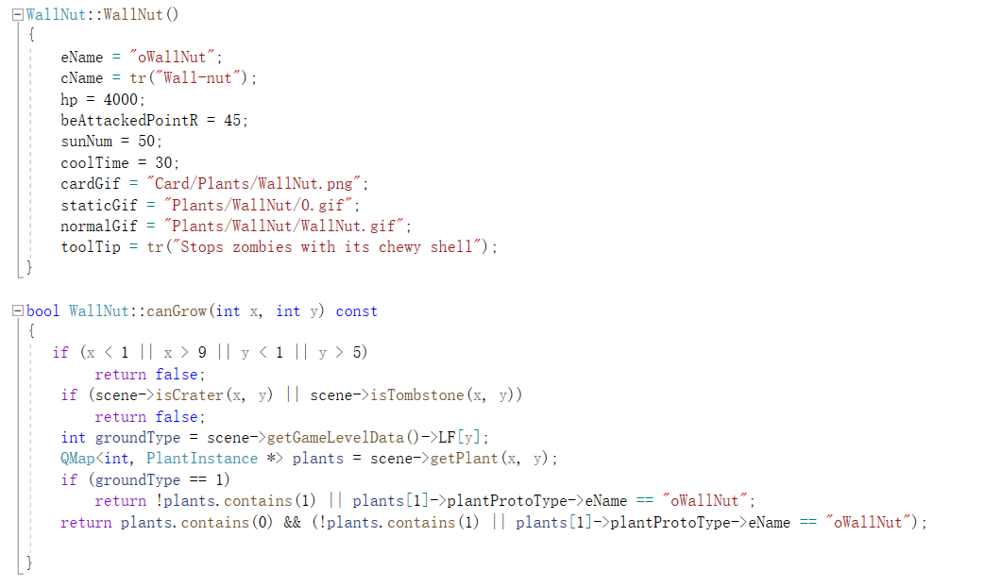 WallNut::WallNut()
{
eName = "oWallNut";
cName = tr("Wall-nut");
hp = 4000;
beAttackedPointR = 45;
sunNum = 50;
coolTime = 30;
cardGif = "Card/Plants/WallNut.png";
staticGif = "Plants/WallNut/0.gif";
normalGif = "Plants/WallNut/WallNut.gif";
toolTip = tr("Stops zombies with its chewy shell");
}
bool WallNut::canGrow(int x, int y) const
{
if (x < 1 || x > 9 || y < 1 || y > 5)
return false;
if (scene->isCrater(x, y) || scene->isTombstone(x, y))
return false;
int groundType = scene->getGameLevelData()->LF[y];
QMap<int, PlantInstance *> plants = scene->getPlant(x, y);
if (groundType == 1)
return !plants.contains(1) || plants[1]->plantProtoType->eName == "oWallNut";
return plants.contains(0) && (!plants.contains(1) || plants[1]->plantProtoType->eName == "oWallNut");
}